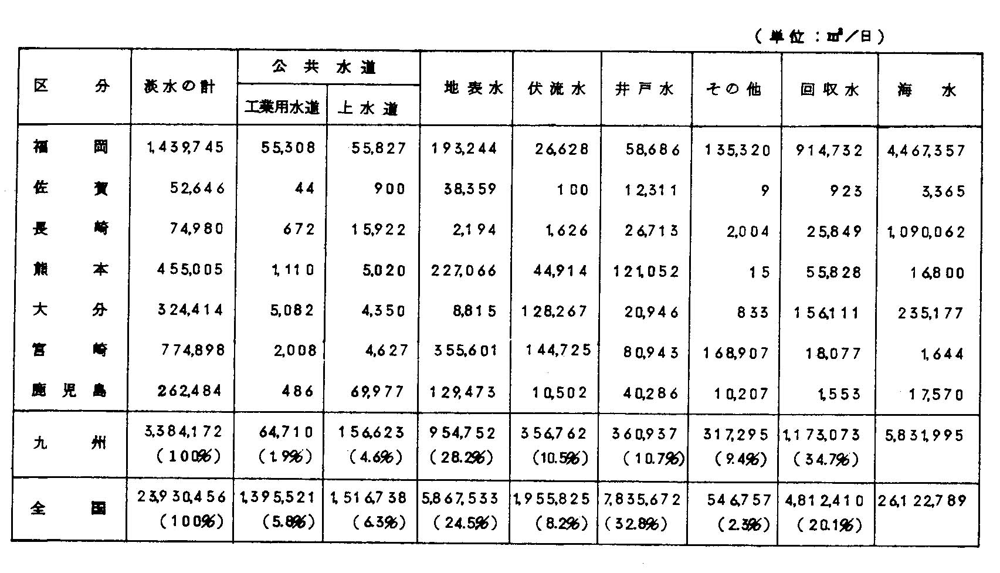 (単位：m³／日)
区分 淡水の計 公共水道 地表水 伏流水 井戸水 その他 回収水 海水
工業用水道 上水道
福岡 1,439,745 55,308 55,827 193,244 26,628 58,686 135,320 914,732 4,467,357
佐賀 52,646 44 900 38,359 100 12,311 9 923 3,365
長崎 74,980 672 15,922 2,194 1,626 26,713 2,004 25,849 1,090,062
熊本 455,005 1,110 5,020 227,066 44,914 121,052 15 55,828 16,800
大分 324,414 5,082 4,350 8,815 128,267 20,946 833 156,111 235,177
宮崎 774,898 2,008 4,627 355,601 144,725 80,943 168,907 18,077 1,644
鹿児島 262,484 486 69,977 129,473 10,502 40,286 10,207 1,553 17,570
九州 3,384,172 64,710 156,623 954,752 356,762 360,937 317,295 1,173,073 5,831,995
(100%) (1.9%) (4.6%) (28.2%) (10.5%) (10.7%) (9.4%) (34.7%)
全国 23,930,456 1,395,521 1,516,738 5,867,533 1,955,825 7,835,672 546,757 4,812,410 26,122,789
(100%) (5.8%) (6.3%) (24.5%) (8.2%) (32.8%) (2.3%) (20.1%)